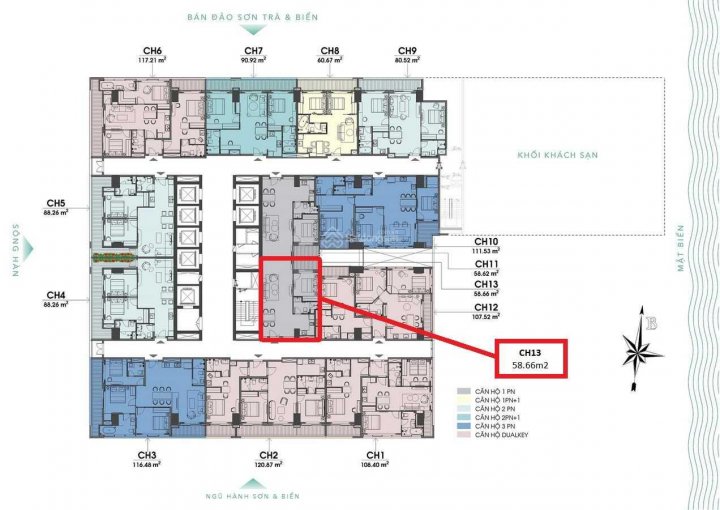 BÁN ĐẢO SƠN TRÀ & BIỂN
CH6
117.21 m²
CH7
90.92 m²
CH8
60.67 m²
CH9
80.52 m²
KHỐI KHÁCH SẠN
CH5
88.26 m²
SÔNG HÀN
MẶT BIỂN
CH10
111.53 m²
CH11
58.62 m²
CH13
58.66 m²
CH12
107.52 m²
CH4
88.26 m²
B
CH13
58.66m2
CĂN HỘ 1 PN
CĂN HỘ 1PN+1
CĂN HỘ 2 PN
CĂN HỘ 2PN+1
CĂN HỘ 3 PN
CĂN HỘ DUALKEY
CH3
116.48 m²
CH2
120.87 m²
CH1
108.40 m²
NGŨ HÀNH SƠN & BIỂN